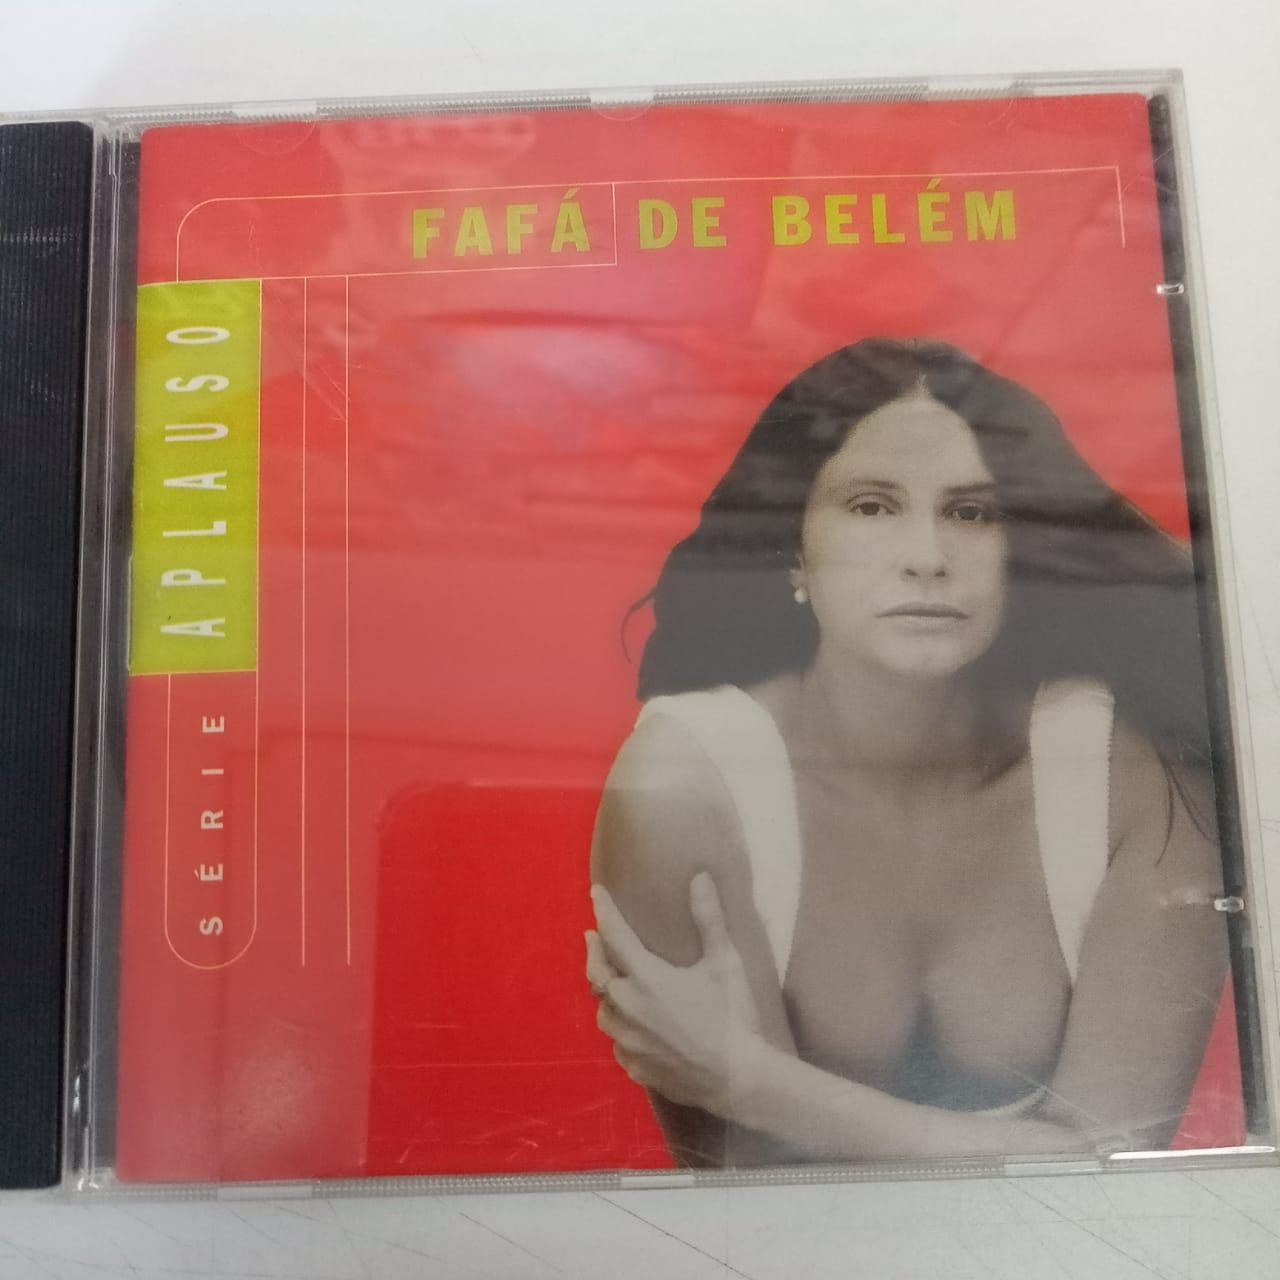 FAFÁ DE BELÉM
SÉRIE APLAUSO